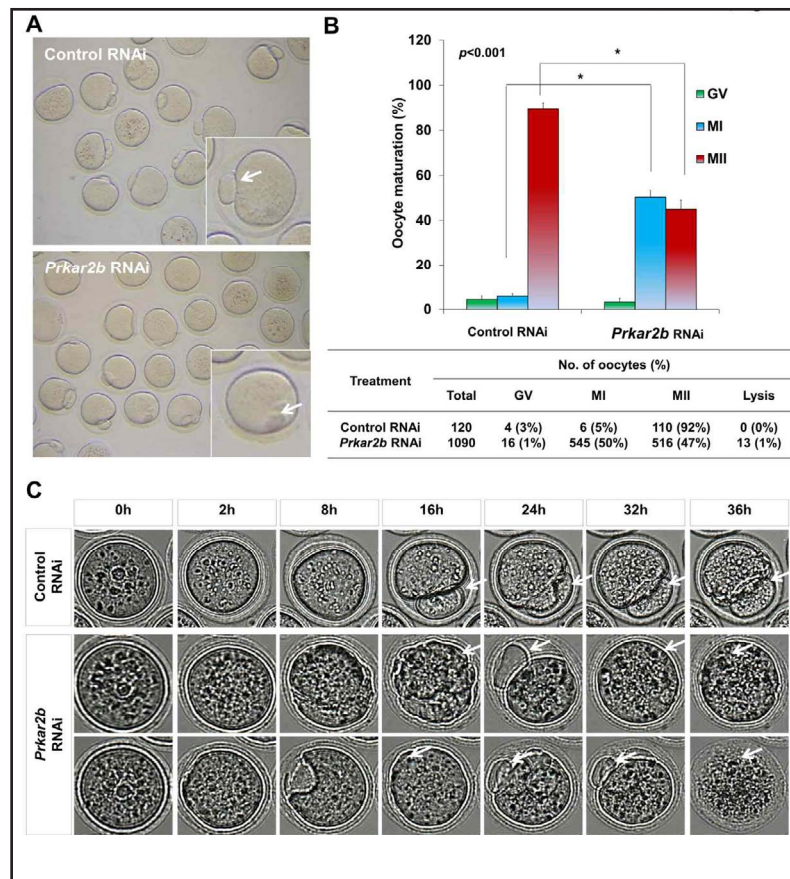 A
Control RNAi
Prkar2b RNAi
B
120
100
80
60
40
20
0
Oocyte maturation (%)
p<0.001
*
*
GV
MI
MII
Control RNAi
Prkar2b RNAi
Treatment
No. of oocytes (%)
Total GV MI MII Lysis
Control RNAi 120 4 (3%) 6 (5%) 110 (92%) 0 (0%)
Prkar2b RNAi 1090 16 (1%) 545 (50%) 516 (47%) 13 (1%)
C
0h 2h 8h 16h 24h 32h 36h
Control
RNAi
Prkar2b
RNAi